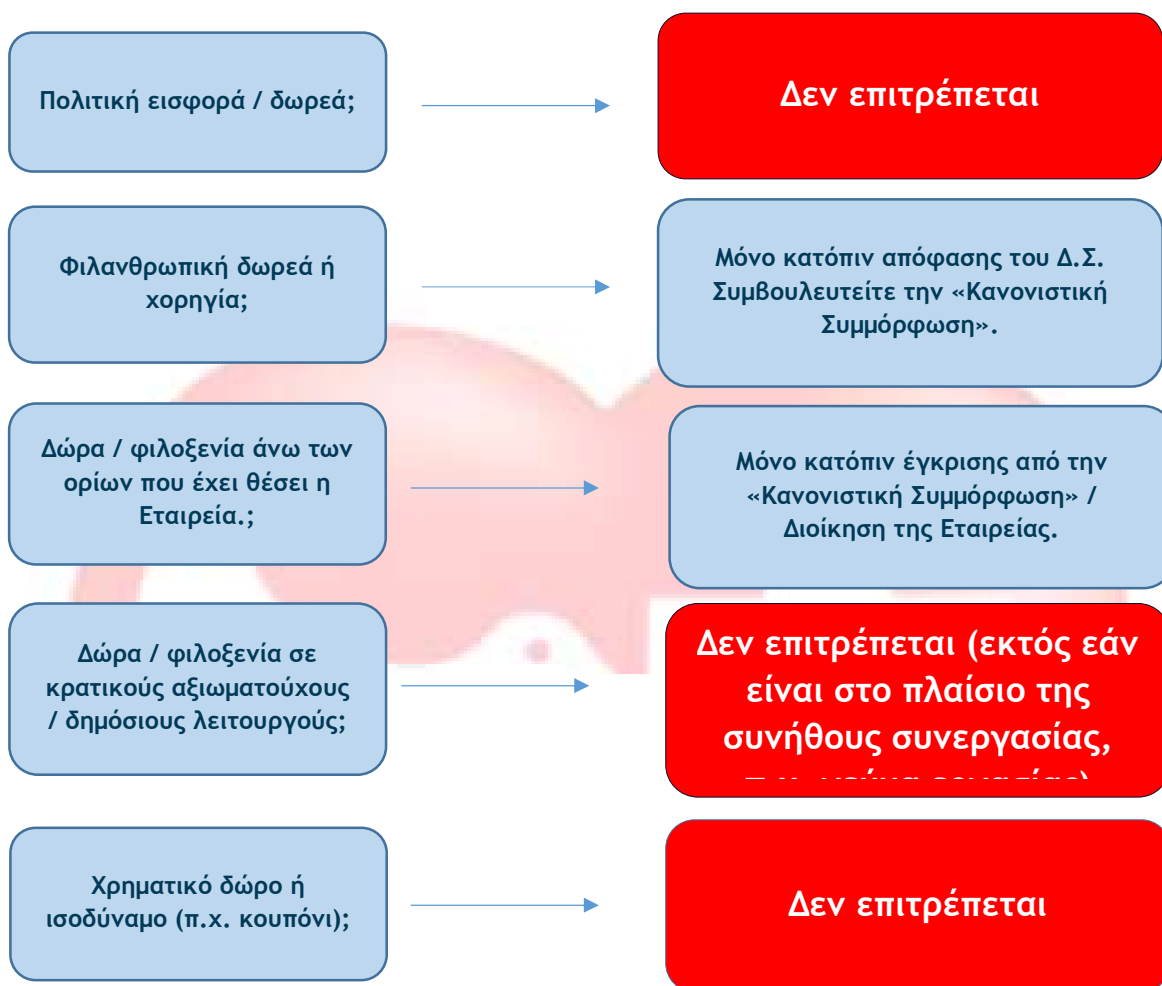 Πολιτική εισφορά / δωρεά;
Δεν επιτρέπεται
Φιλανθρωπική δωρεά ή
χορηγία;
Μόνο κατόπιν απόφασης του Δ.Σ.
Συμβουλευτείτε την «Κανονιστική
Συμμόρφωση».
Δώρα / φιλοξενία άνω των
ορίων που έχει θέσει η
Εταιρεία.;
Μόνο κατόπιν έγκρισης από την
«Κανονιστική Συμμόρφωση» /
Διοίκηση της Εταιρείας.
Δώρα / φιλοξενία σε
κρατικούς αξιωματούχους
/ δημόσιους λειτουργούς;
Δεν επιτρέπεται (εκτός εάν
είναι στο πλαίσιο της
συνήθους συνεργασίας,
π.χ. γεύμα εργασίας)
Χρηματικό δώρο ή
ισοδύναμο (π.χ. κουπόνι);
Δεν επιτρέπεται